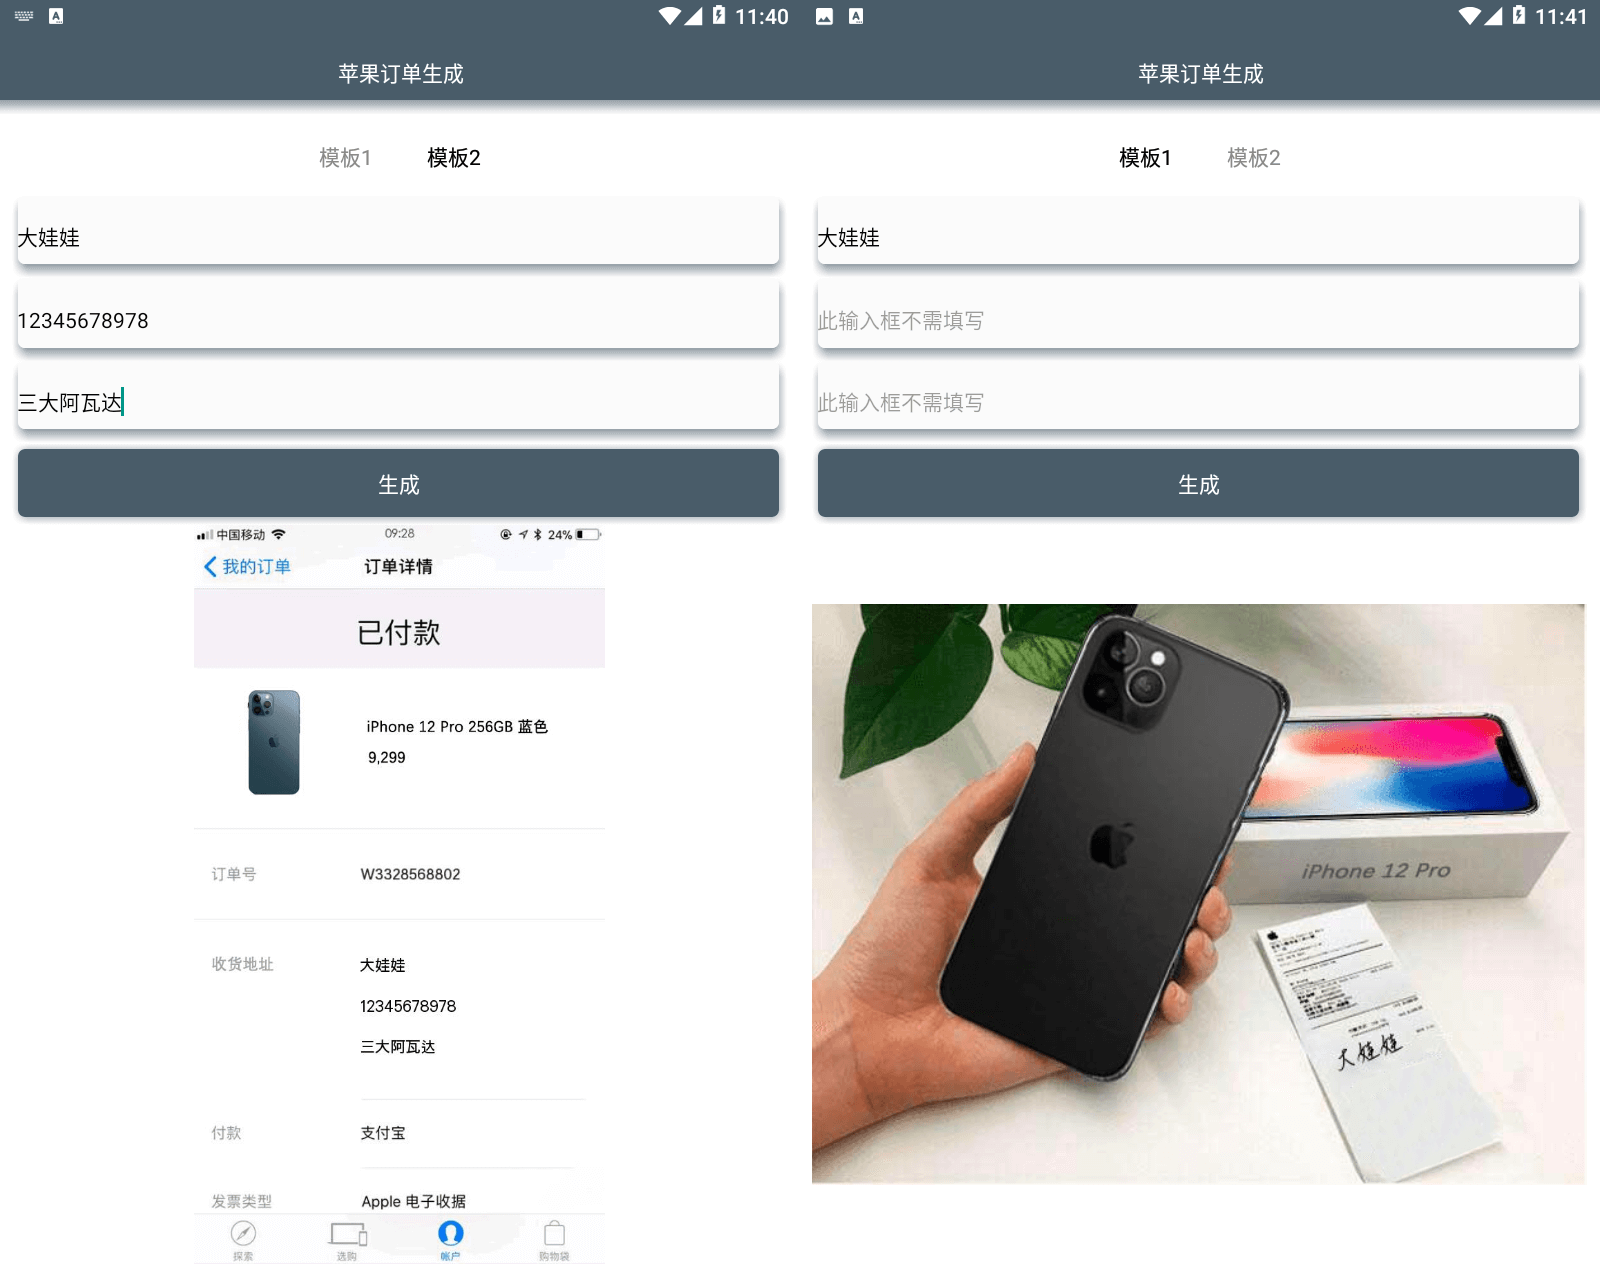 11:40
苹果订单生成
模板1 模板2
大娃娃
12345678978
三大阿瓦达
生成
中国移动 09:28 24%
我的订单 订单详情
已付款
iPhone 12 Pro 256GB 蓝色
9,299
订单号 W3328568802
收货地址 大娃娃
12345678978
三大阿瓦达
付款 支付宝
发票类型 Apple 电子收据
探索 选购 帐户 购物袋
11:41
苹果订单生成
模板1 模板2
大娃娃
此输入框不需填写
此输入框不需填写
生成
iPhone 12 Pro
大娃娃